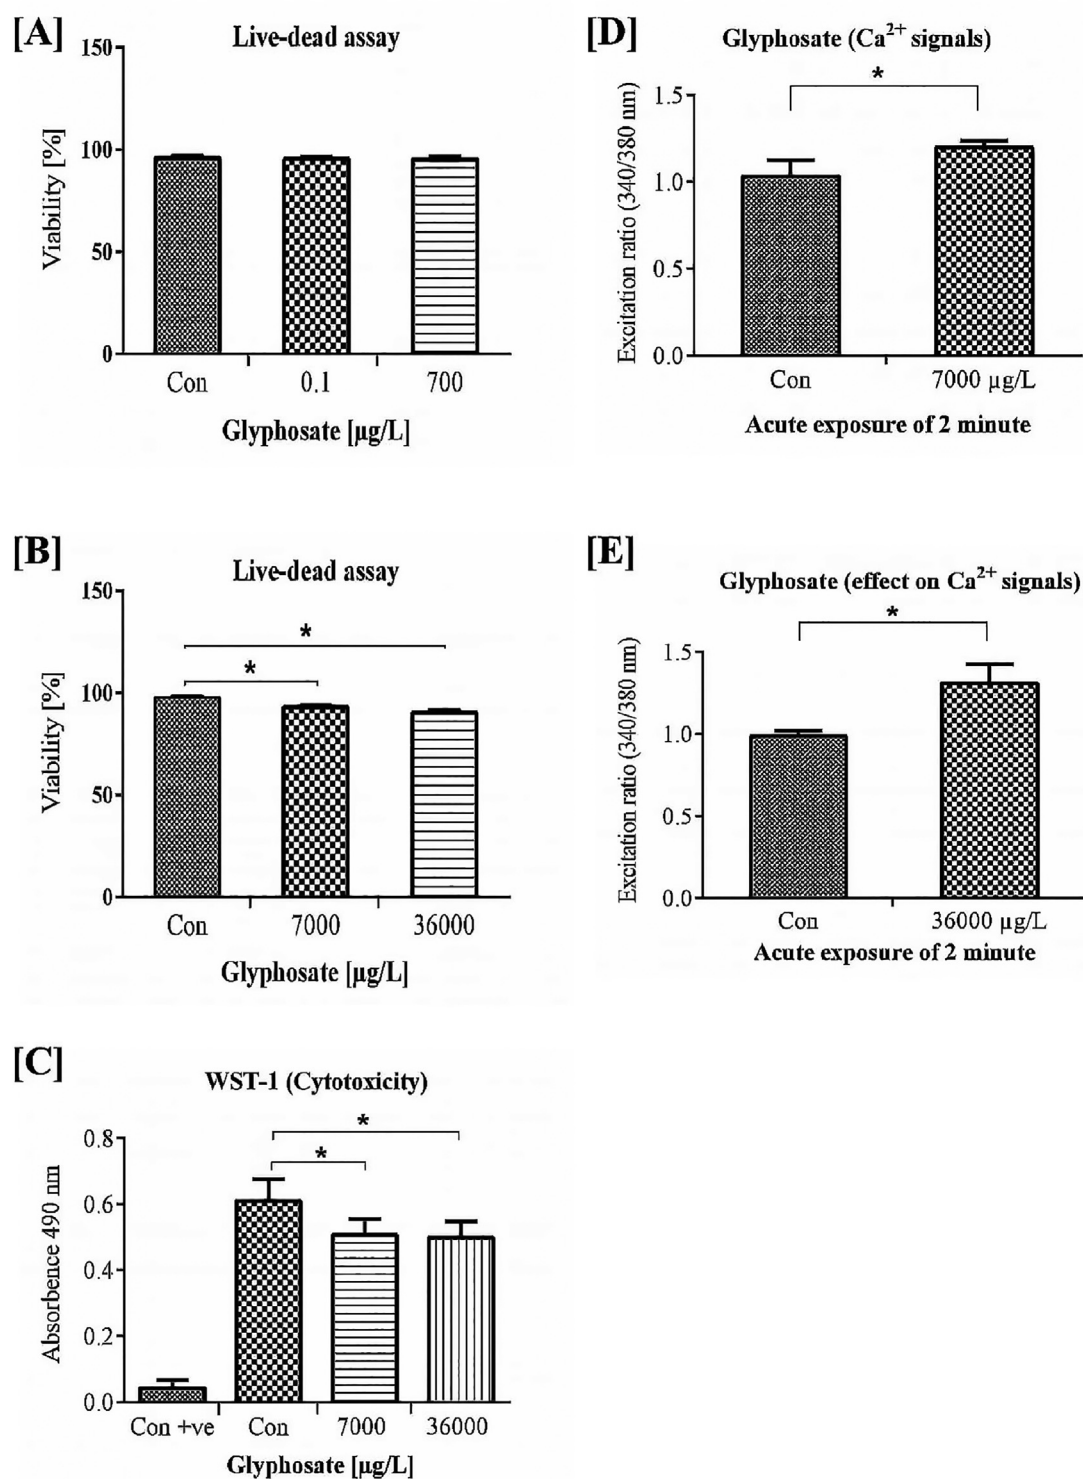 [A]
Live-dead assay
Viability [%]
150
100
50
0
Con 0.1 700
Glyphosate [µg/L]
[B]
Live-dead assay
Viability [%]
150
100
50
0
* *
Con 7000 36000
Glyphosate [µg/L]
[C]
WST-1 (Cytotoxicity)
Absorbence 490 nm
0.8
0.6
0.4
0.2
0.0
* *
Con +ve Con 7000 36000
Glyphosate [µg/L]
[D]
Glyphosate (Ca²⁺ signals)
*
Excitation ratio (340/380 nm)
1.5
1.0
0.5
0.0
Con 7000 µg/L
Acute exposure of 2 minute
[E]
Glyphosate (effect on Ca²⁺ signals)
*
Excitation ratio (340/380 nm)
1.5
1.0
0.5
0.0
Con 36000 µg/L
Acute exposure of 2 minute